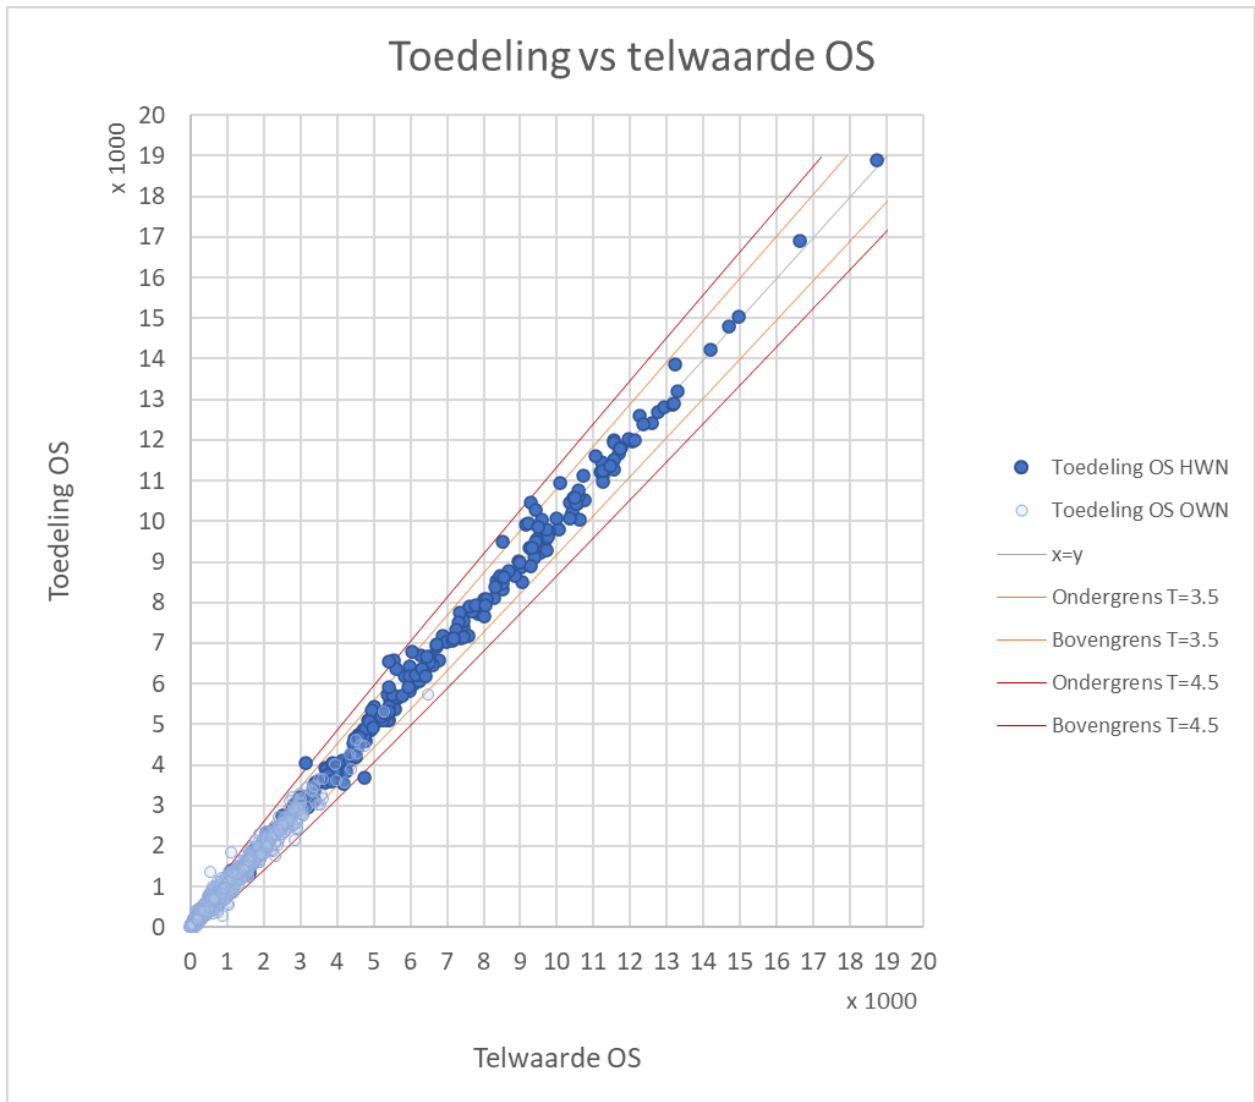 Toedeling vs telwaarde OS
x 1000
20
19
18
17
16
15
14
13
12
11
10
9
8
7
6
5
4
3
2
1
0
Toedeling OS
0 1 2 3 4 5 6 7 8 9 10 11 12 13 14 15 16 17 18 19 20
x 1000
Telwaarde OS
Toedeling OS HWN
Toedeling OS OWN
x=y
Ondergrens T=3.5
Bovengrens T=3.5
Ondergrens T=4.5
Bovengrens T=4.5